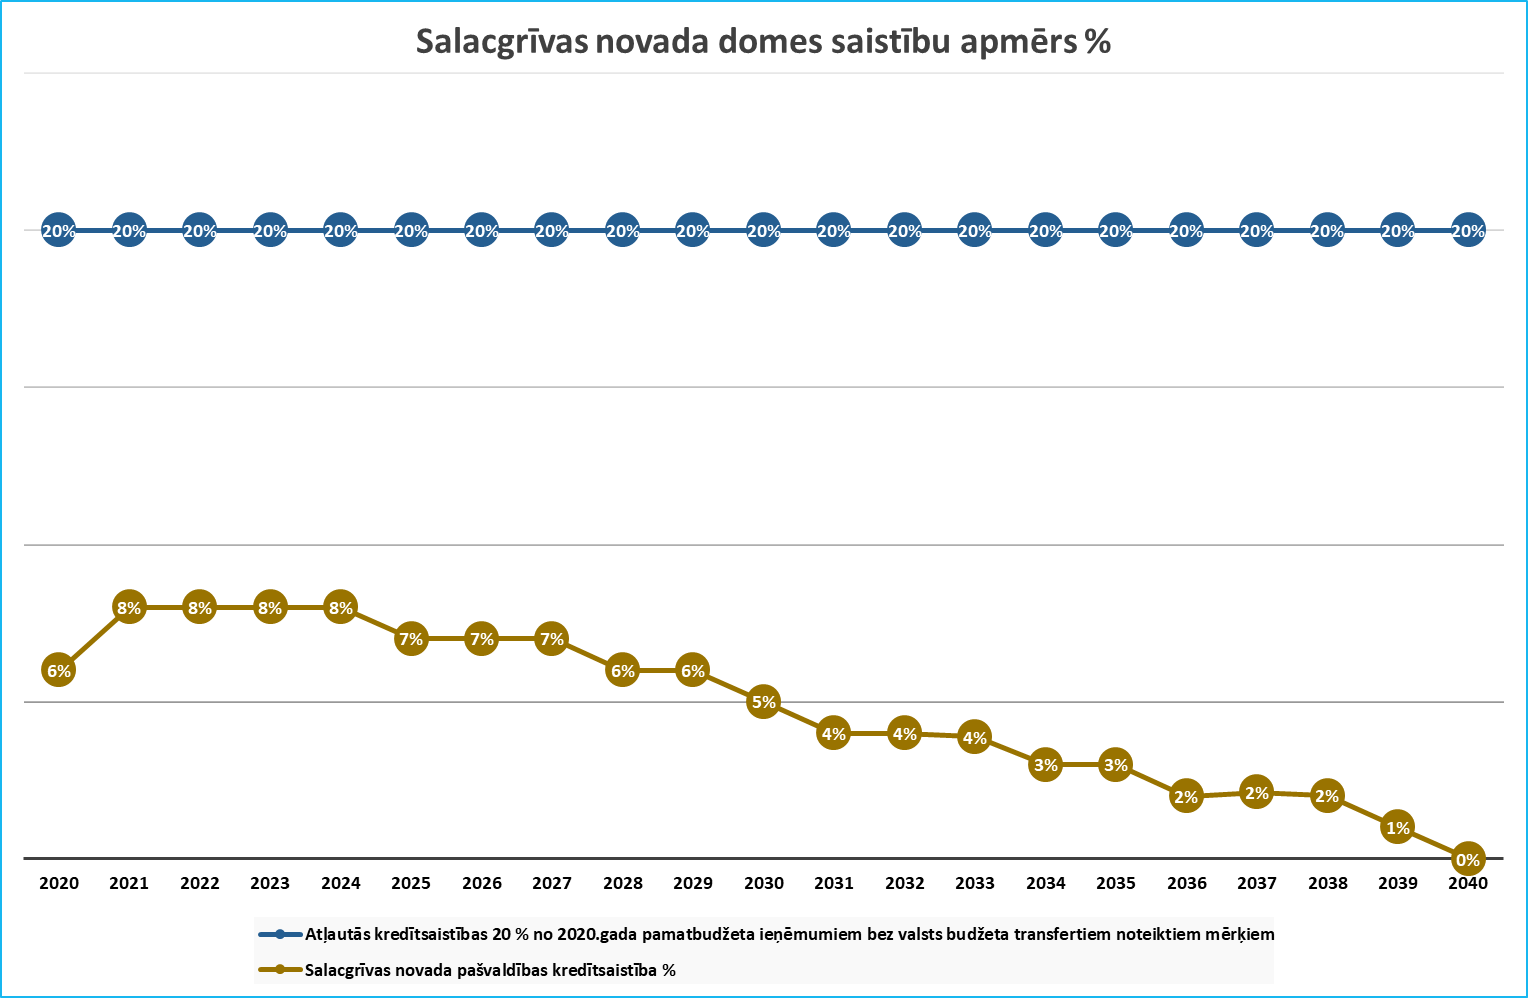 Salacgrīvas novada domes saistību apmērs %
20% 20% 20% 20% 20% 20% 20% 20% 20% 20% 20% 20% 20% 20% 20% 20% 20% 20% 20% 20% 20%
6% 8% 8% 8% 8% 7% 7% 7% 6% 6% 5% 4% 4% 4% 3% 3% 2% 2% 2% 1% 0%
2020 2021 2022 2023 2024 2025 2026 2027 2028 2029 2030 2031 2032 2033 2034 2035 2036 2037 2038 2039 2040
Atļautās kredītsaistības 20 % no 2020.gada pamatbudžeta ieņēmumiem bez valsts budžeta transfertiem noteiktiem mērķiem
Salacgrīvas novada pašvaldības kredītsaistība %